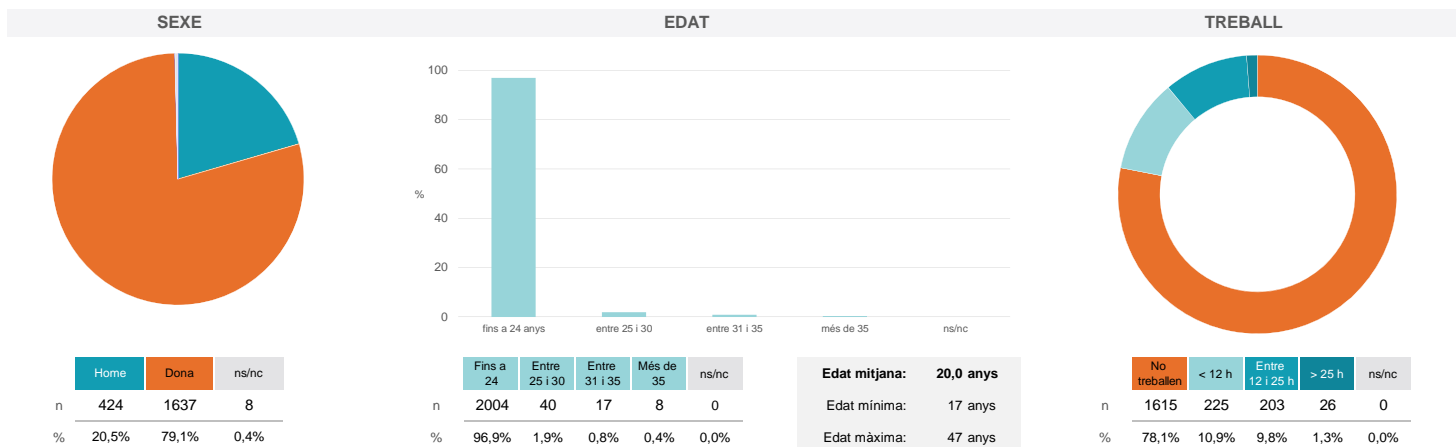 SEXE EDAT TREBALL
100
80
60
%
40
20
0
fins a 24 anys entre 25 i 30 entre 31 i 35 més de 35 ns/nc
Home Dona ns/nc
n 424 1637 8
% 20,5% 79,1% 0,4%
Fins a 24 Entre 25 i 30 Entre 31 i 35 Més de 35 ns/nc
n 2004 40 17 8 0
% 96,9% 1,9% 0,8% 0,4% 0,0%
Edat mitjana: 20,0 anys
Edat mínima: 17 anys
Edat màxima: 47 anys
No treballen < 12 h Entre 12 i 25 h > 25 h ns/nc
n 1615 225 203 26 0
% 78,1% 10,9% 9,8% 1,3% 0,0%